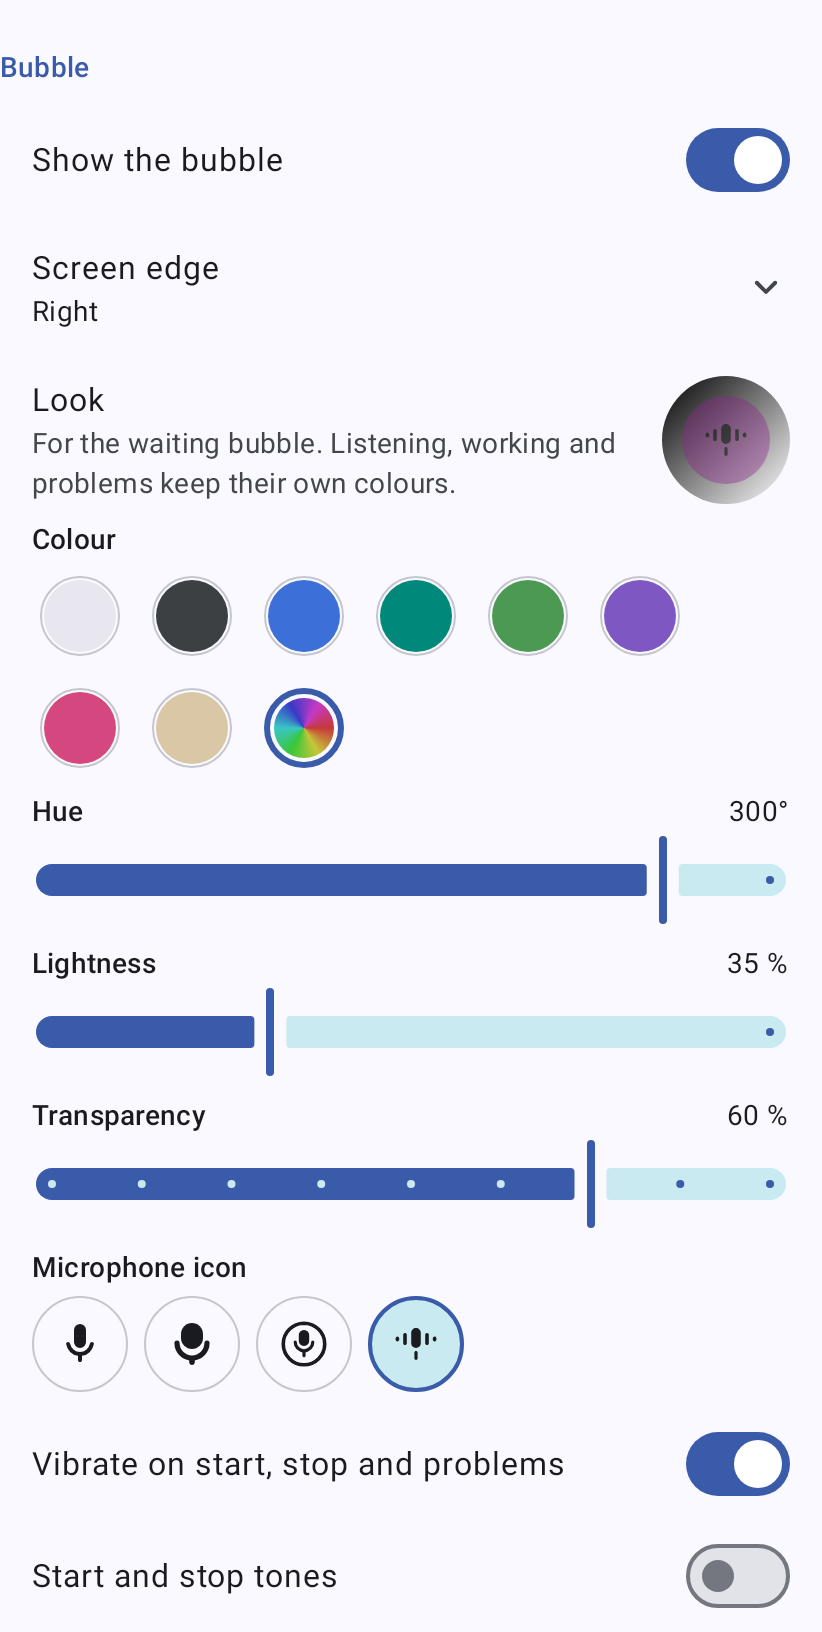 Bubble
Show the bubble
Screen edge
Right
Look
For the waiting bubble. Listening, working and
problems keep their own colours.
Colour
Hue
300°
Lightness
35 %
Transparency
60 %
Microphone icon
Vibrate on start, stop and problems
Start and stop tones